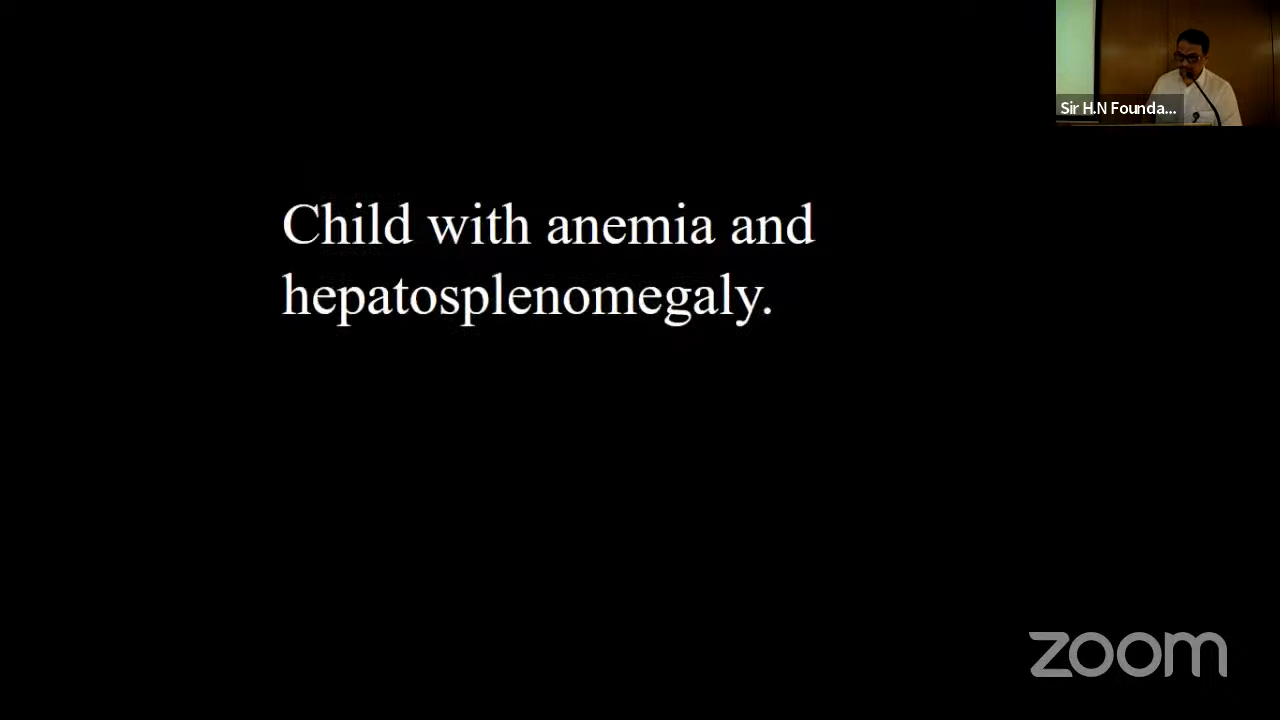 Sir H.N Founda...
Child with anemia and
hepatosplenomegaly.
zoom